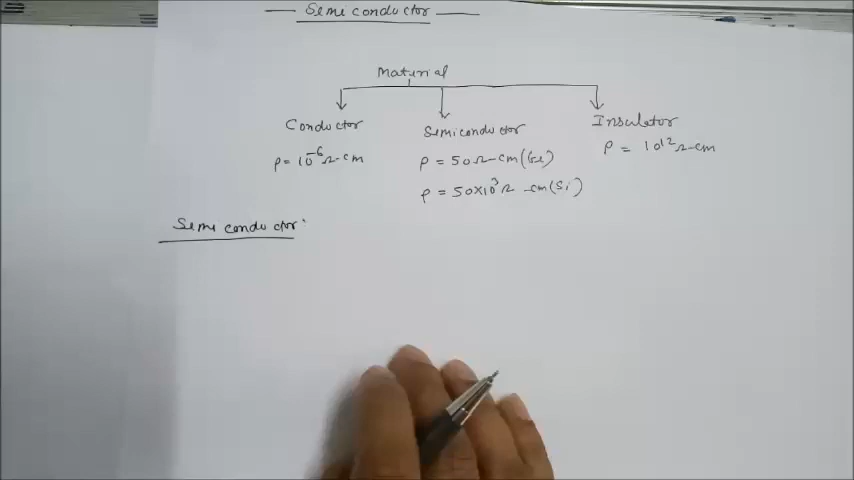 Semiconductor
Material
Conductor
Semiconductor
Insulator
ρ = 10⁻⁶ Ω-cm
ρ = 50 Ω-cm (Ge)
ρ = 10¹² Ω-cm
ρ = 50×10³ Ω-cm (Si)
Semiconductor